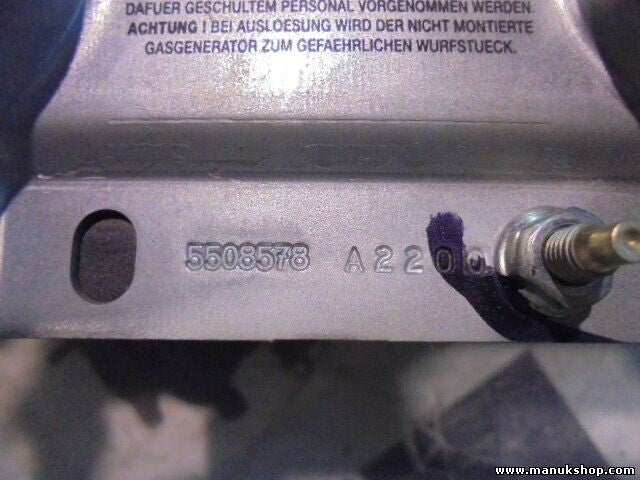 DAFUER GESCHULTEM PERSONAL VORGENOMMEN WERDEN.
ACHTUNG ! BEI AUSLOESUNG WIRD DER NICHT MONTIERTE
GASGENERATOR ZUM GEFAEHRLICHEN WURFSTUECK.
5508578 A220
www.manukshop.com